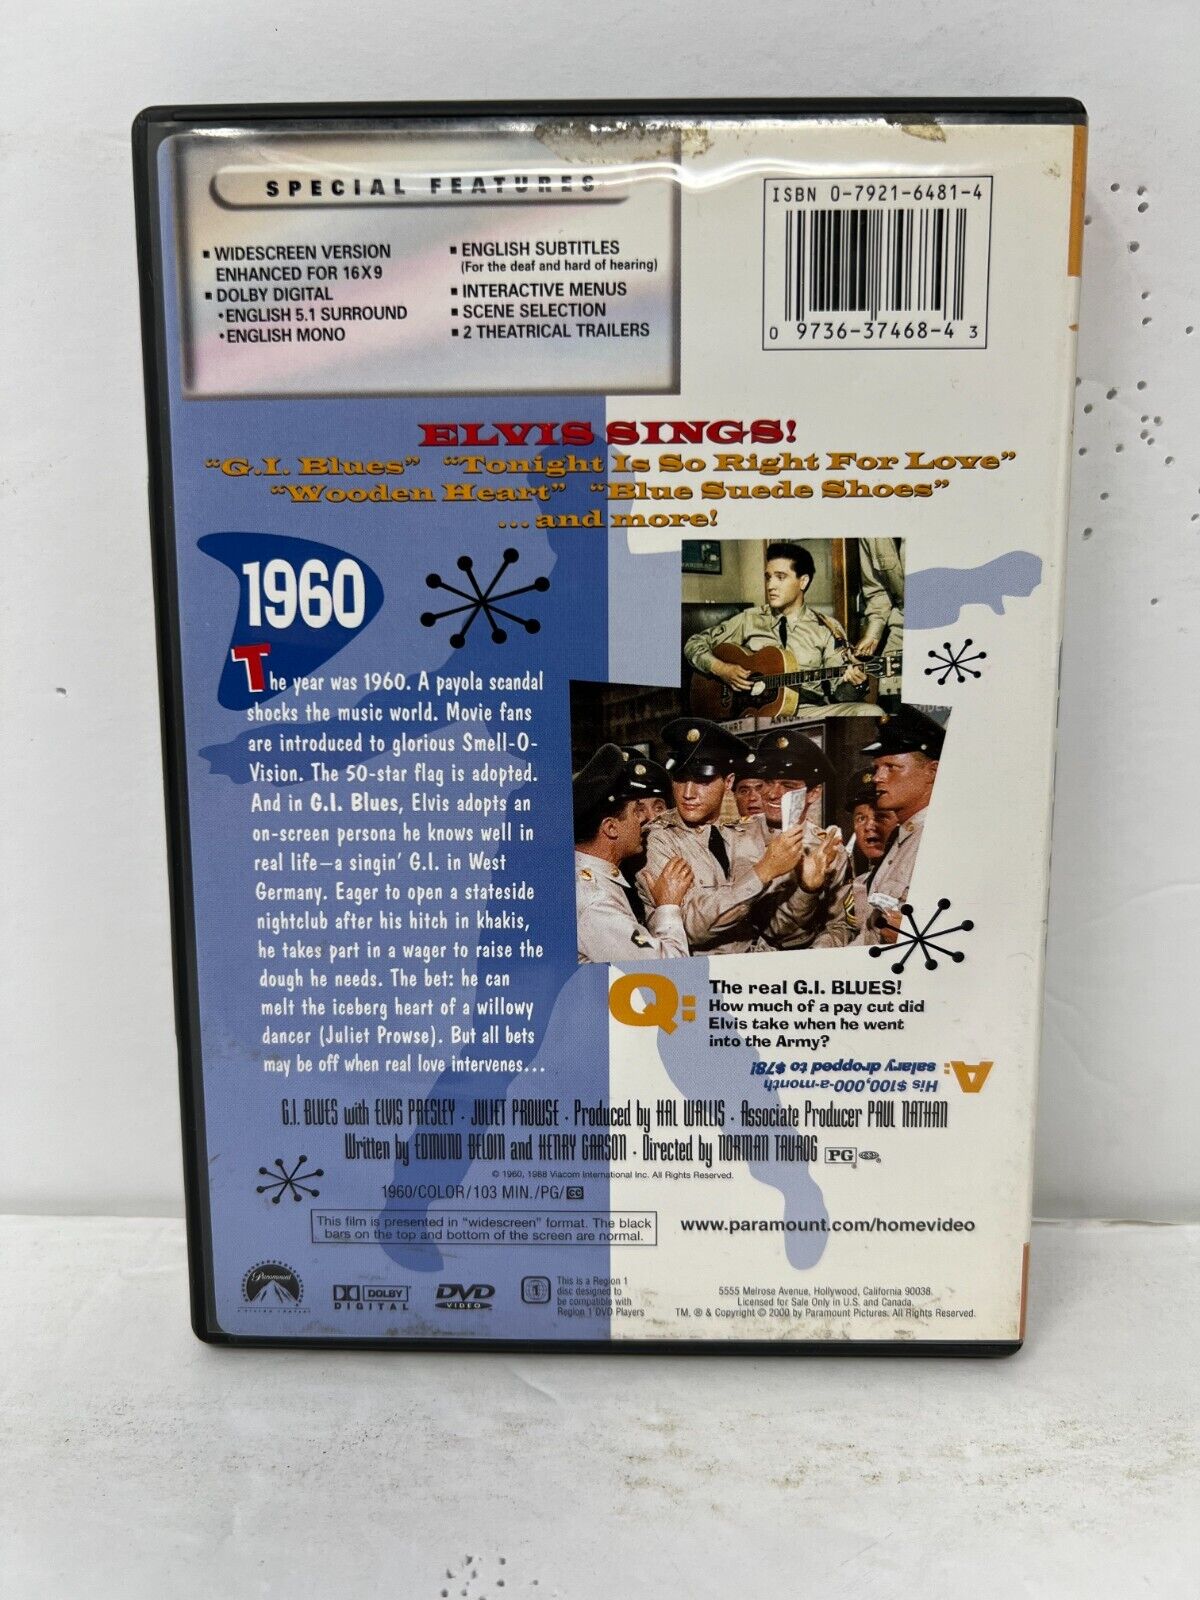 SPECIAL FEATURES
▪ WIDESCREEN VERSION
ENHANCED FOR 16X9
▪ DOLBY DIGITAL
•ENGLISH 5.1 SURROUND
•ENGLISH MONO
▪ ENGLISH SUBTITLES
(For the deaf and hard of hearing)
▪ INTERACTIVE MENUS
▪ SCENE SELECTION
▪ 2 THEATRICAL TRAILERS
ISBN 0-7921-6481-4
0 9736-37468-4 3
ELVIS SINGS!
"G.I. Blues" "Tonight Is So Right For Love"
"Wooden Heart" "Blue Suede Shoes"
...and more!
1960
The year was 1960. A payola scandal
shocks the music world. Movie fans
are introduced to glorious Smell-O-
Vision. The 50-star flag is adopted.
And in G.I. Blues, Elvis adopts an
on-screen persona he knows well in
real life—a singin' G.I. in West
Germany. Eager to open a stateside
nightclub after his hitch in khakis,
he takes part in a wager to raise the
dough he needs. The bet: he can
melt the iceberg heart of a willowy
dancer (Juliet Prowse). But all bets
may be off when real love intervenes...
Q: The real G.I. BLUES!
How much of a pay cut did
Elvis take when he went
into the Army?
A: His $100,000-a-month
salary dropped to $78!
G.I. BLUES with ELVIS PRESLEY · JULIET PROWSE · Produced by HAL WALLIS · Associate Producer PAUL NATHAN
Written by EDMUND BELOIN and HENRY GARSON · Directed by NORMAN TAUROG PG
© 1960, 1988 Viacom International Inc. All Rights Reserved.
1960/COLOR/103 MIN./PG/CC
This film is presented in "widescreen" format. The black
bars on the top and bottom of the screen are normal.
www.paramount.com/homevideo
Paramount
A VIACOM COMPANY
DOLBY
DIGITAL
DVD
VIDEO
1
This is a Region 1
disc designed to
be compatible with
Region 1 DVD Players
5555 Melrose Avenue, Hollywood, California 90038.
Licensed for Sale Only in U.S. and Canada.
TM, ® & Copyright © 2000 by Paramount Pictures. All Rights Reserved.